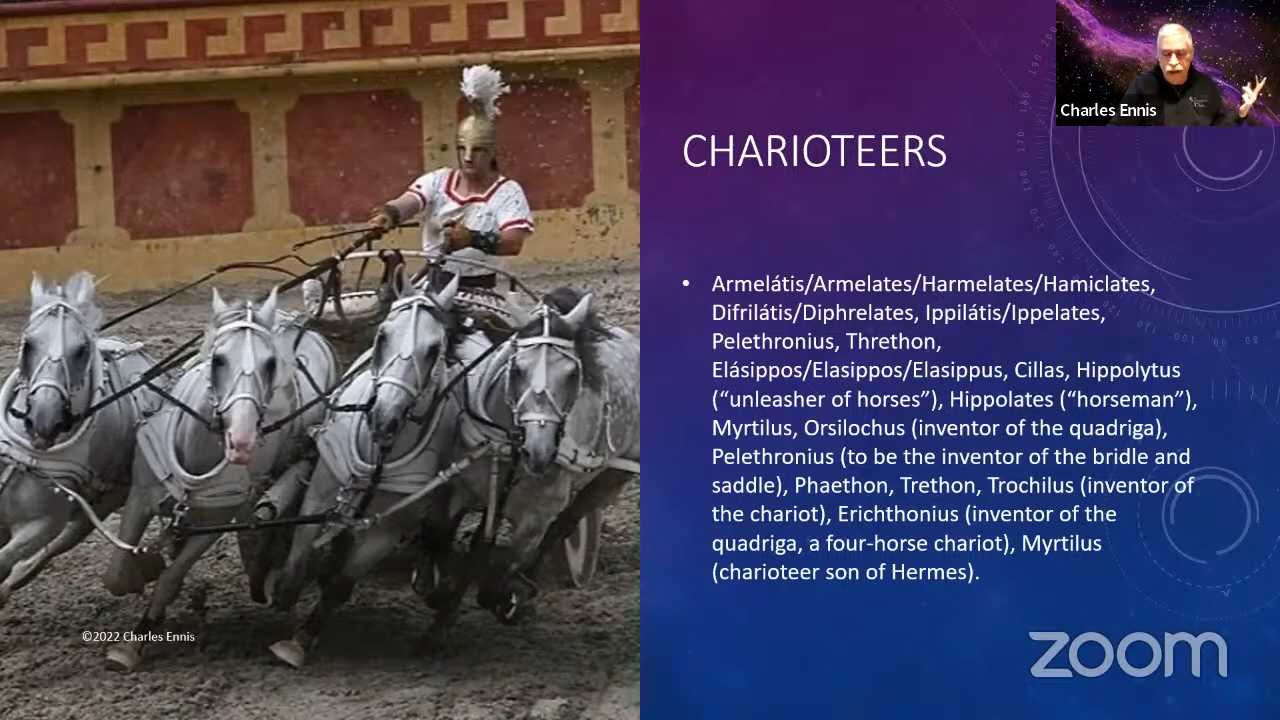 Charles Ennis
CHARIOTEERS
• Armelátis/Armelates/Harmelates/Hamiclates,
Difrilátis/Diphrelates, Ippilátis/Ippelates,
Pelethronius, Threthon,
Elásippos/Elasippos/Elasippus, Cillas, Hippolytus
(“unleasher of horses”), Hippolates (“horseman”),
Myrtilus, Orsilochus (inventor of the quadriga),
Pelethronius (to be the inventor of the bridle and
saddle), Phaethon, Trethon, Trochilus (inventor of
the chariot), Erichthonius (inventor of the
quadriga, a four-horse chariot), Myrtilus
(charioteer son of Hermes).
©2022 Charles Ennis
zoom